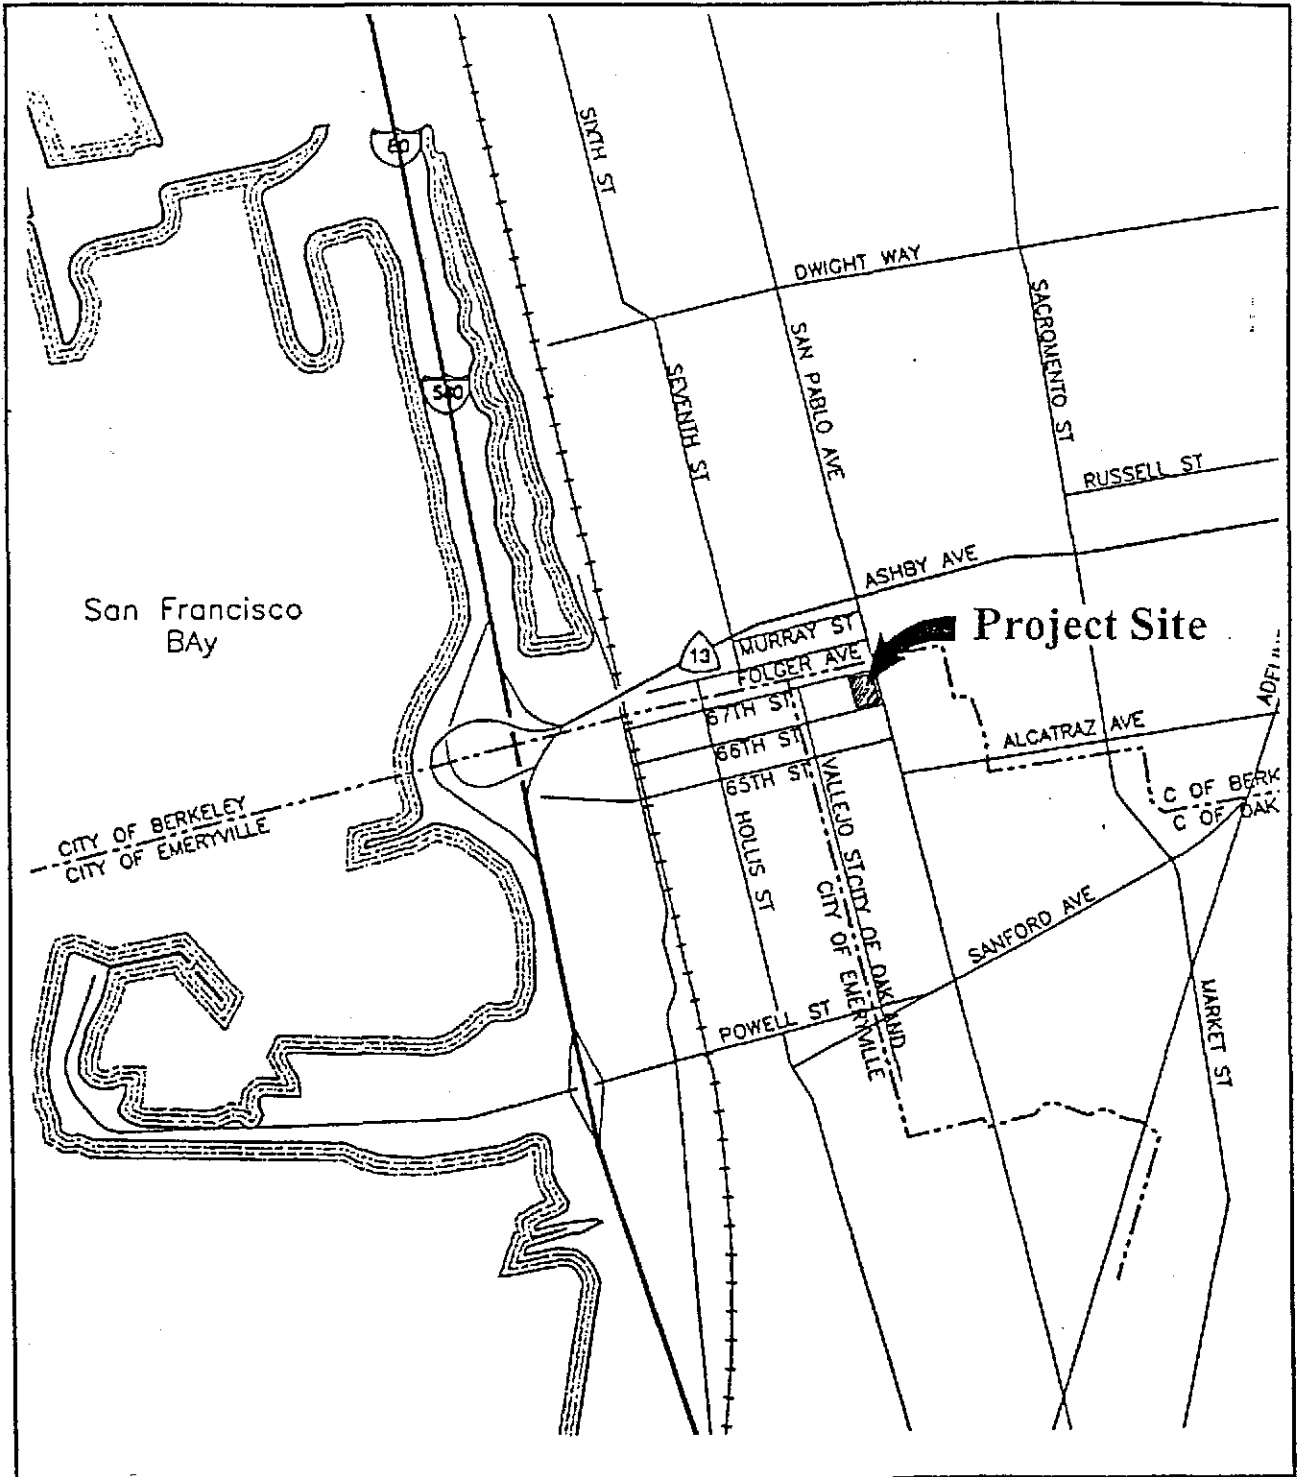 80
SIXTH ST
DWIGHT WAY
580
SACROMENTO ST
SAN PABLO AVE
SEVENTH ST
RUSSELL ST
ASHBY AVE
San Francisco
BAy
Project Site
MURRAY ST
13
FOLGER AVE
67TH ST
ALCATRAZ AVE
66TH ST
65TH ST
C OF BERK
C OF OAK
CITY OF BERKELEY
CITY OF EMERYVILLE
VALLEJO ST
HOLLIS ST
CITY OF OAKLAND
CITY OF EMERYVILLE
SANFORD AVE
POWELL ST
MARKET ST